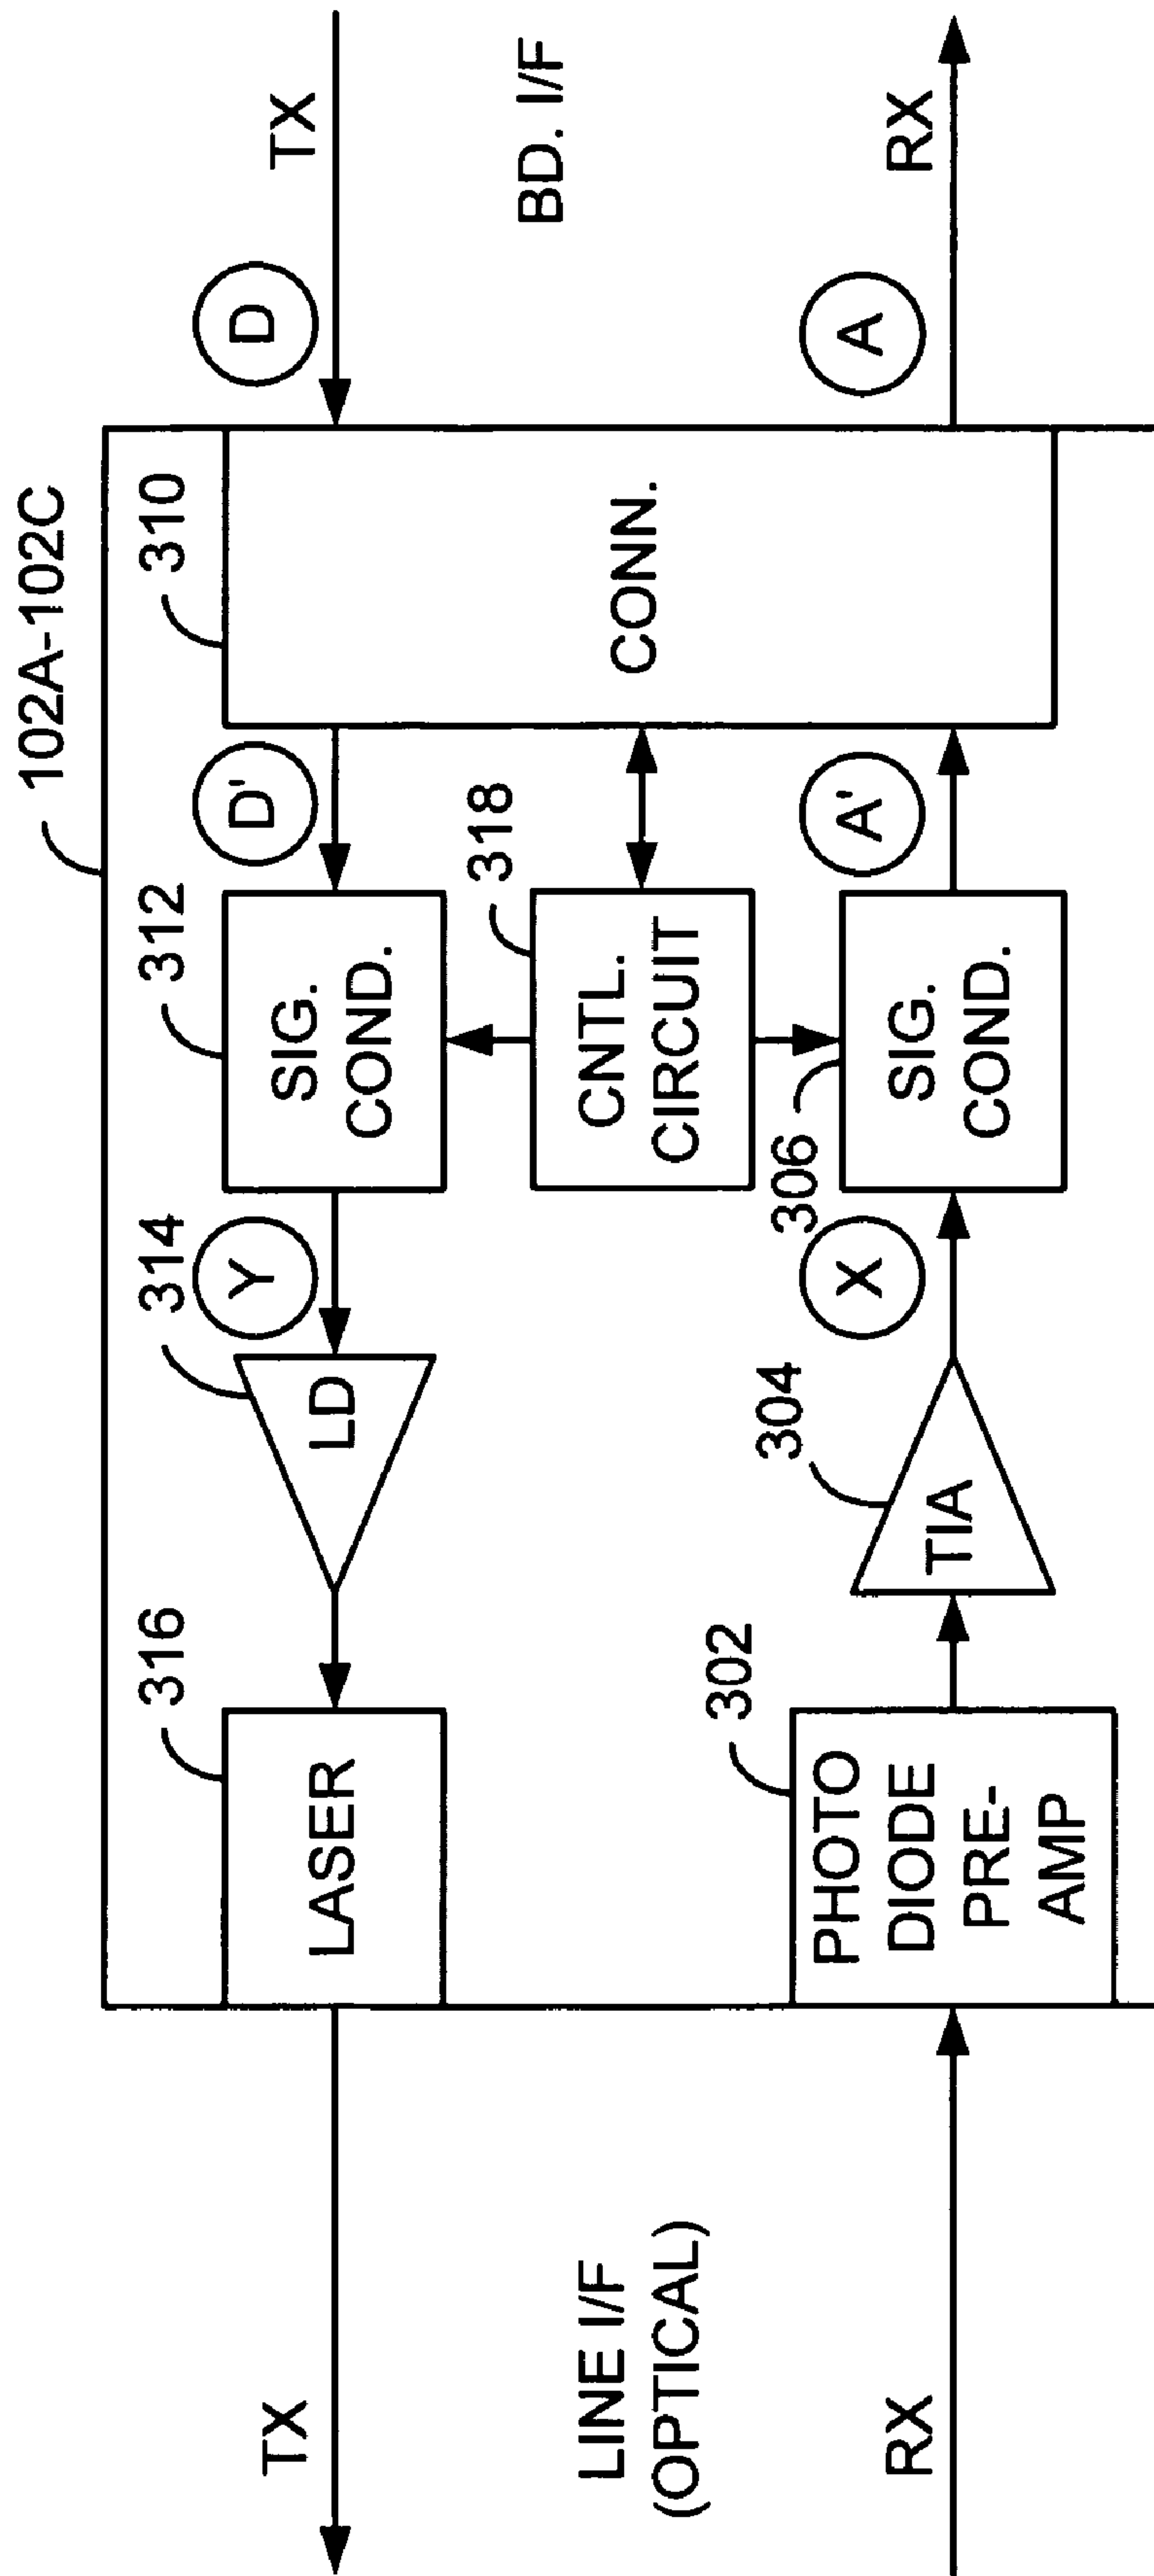 102A-102C
TX
316
314
312
310
LASER
LD
Y
SIG.
COND.
D'
D
TX
LINE I/F
(OPTICAL)
318
CNTL.
CIRCUIT
CONN.
BD. I/F
302
304
306
RX
PHOTO
DIODE
PRE-
AMP
TIA
X
SIG.
COND.
A'
A
RX